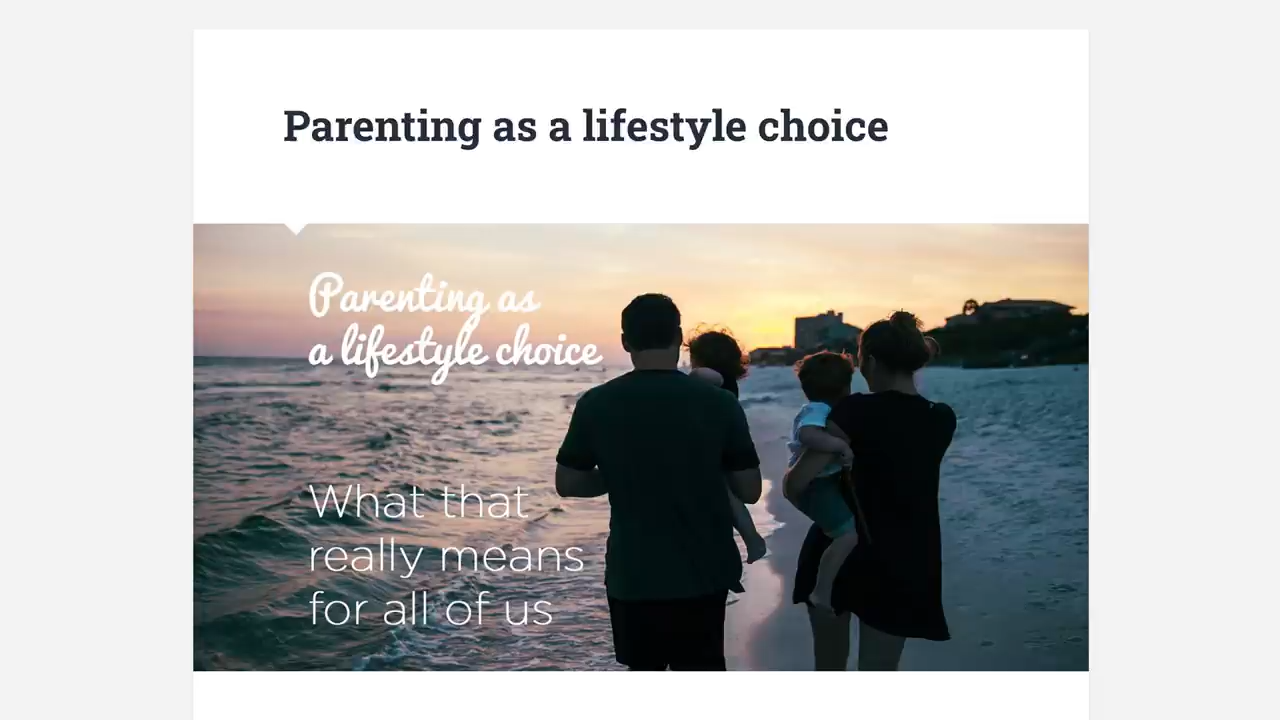 Parenting as a lifestyle choice
Parenting as
a lifestyle choice
What that
really means
for all of us